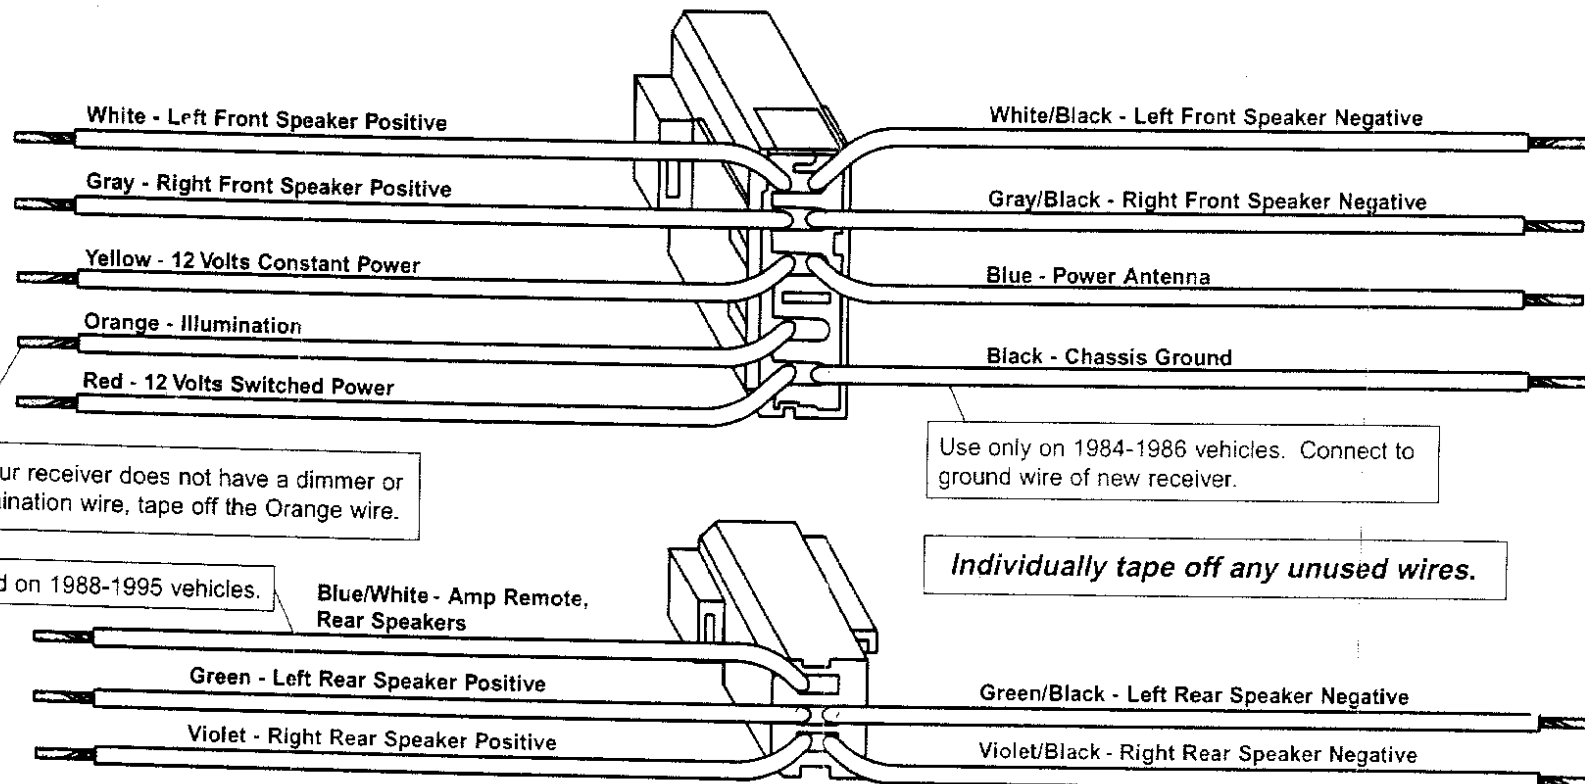 White - Left Front Speaker Positive
White/Black - Left Front Speaker Negative
Gray - Right Front Speaker Positive
Gray/Black - Right Front Speaker Negative
Yellow - 12 Volts Constant Power
Blue - Power Antenna
Orange - Illumination
Black - Chassis Ground
Red - 12 Volts Switched Power
Use only on 1984-1986 vehicles. Connect to
ground wire of new receiver.
receiver does not have a dimmer or
wire, tape off the Orange wire.
Individually tape off any unused wires.
on 1988-1995 vehicles.
Blue/White - Amp Remote,
Rear Speakers
Green - Left Rear Speaker Positive
Green/Black - Left Rear Speaker Negative
Violet - Right Rear Speaker Positive
Violet/Black - Right Rear Speaker Negative